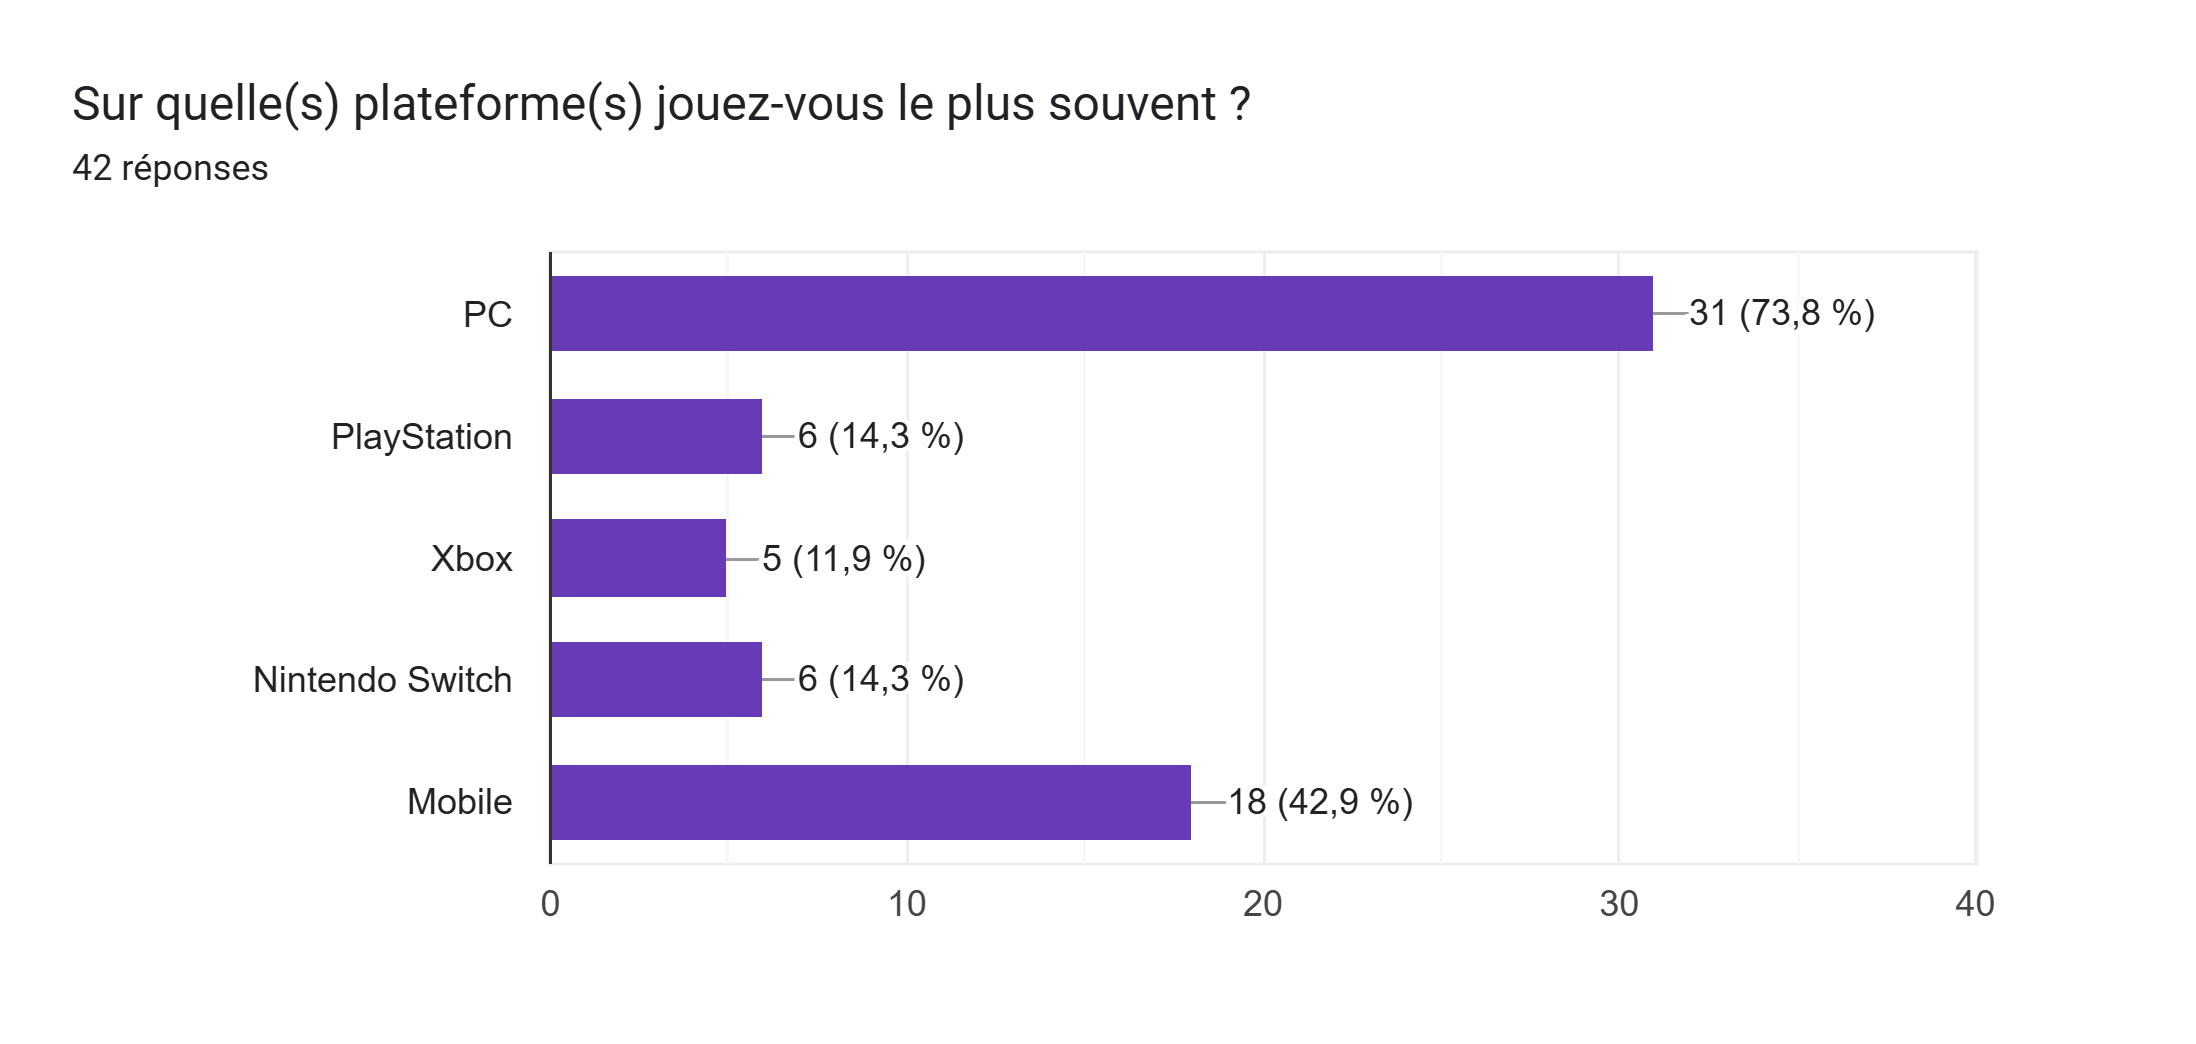 Sur quelle(s) plateforme(s) jouez-vous le plus souvent ?
42 réponses
PC
31 (73,8 %)
PlayStation
6 (14,3 %)
Xbox
5 (11,9 %)
Nintendo Switch
6 (14,3 %)
Mobile
18 (42,9 %)
0
10
20
30
40